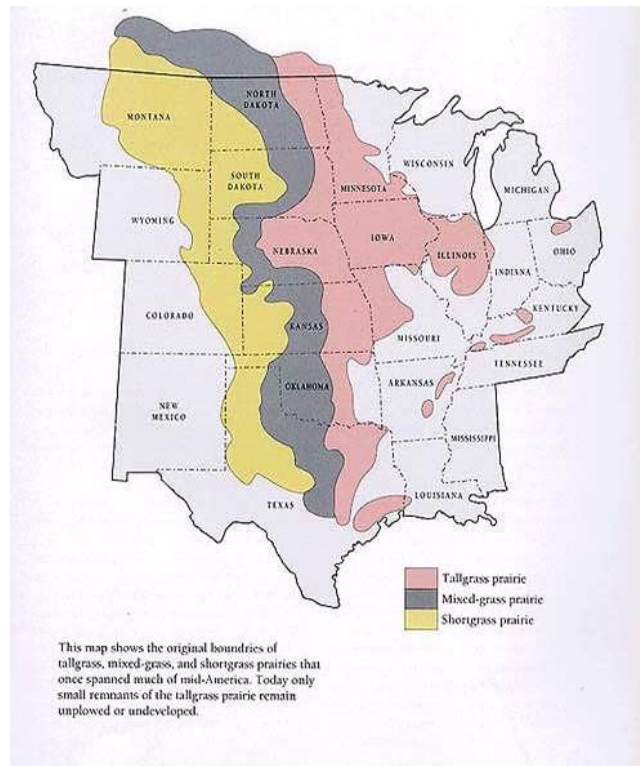 NORTH
DAKOTA
MONTANA
WISCONSIN
SOUTH
DAKOTA
MINNESOTA
MICHIGAN
WYOMING
IOWA
NEBRASKA
ILLINOIS
OHIO
INDIANA
COLORADO
KENTUCKY
KANSAS
MISSOURI
TENNESSEE
OKLAHOMA
ARKANSAS
NEW
MEXICO
MISSISSIPPI
LOUISIANA
TEXAS
Tallgrass prairie
Mixed-grass prairie
Shortgrass prairie
This map shows the original boundries of
tallgrass, mixed-grass, and shortgrass prairies that
once spanned much of mid-America. Today only
small remnants of the tallgrass prairie remain
unplowed or undeveloped.